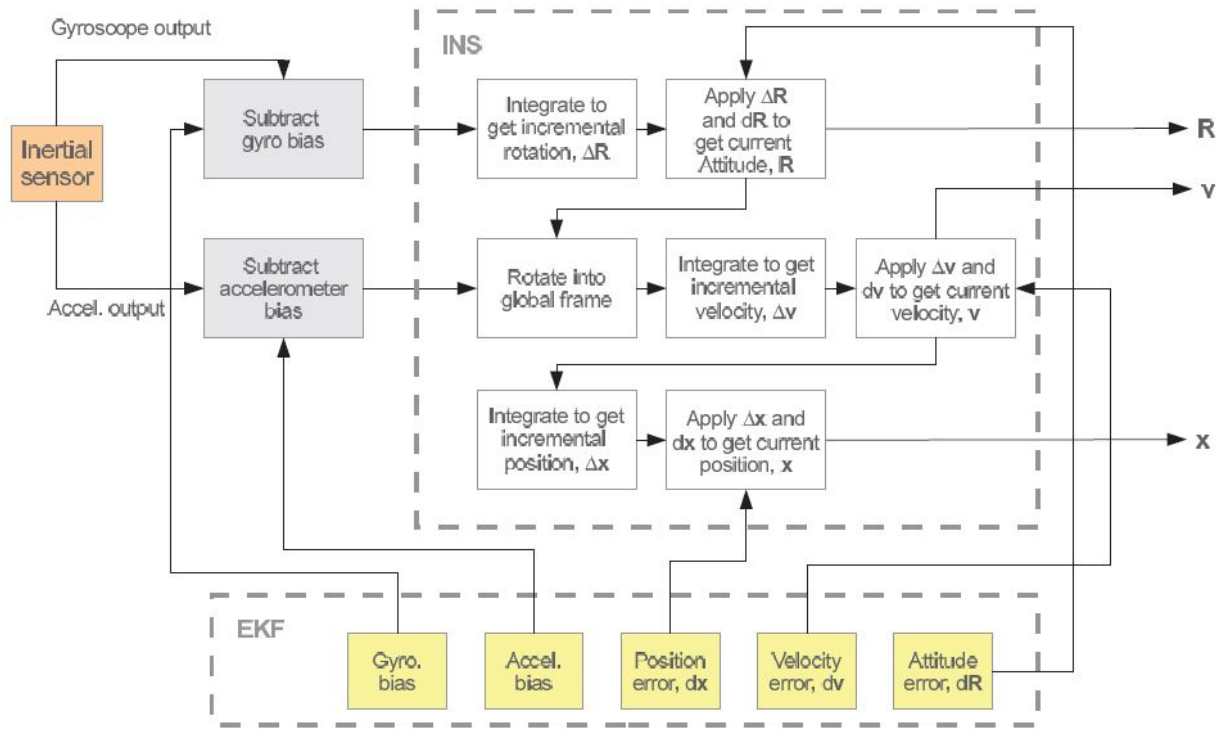 Gyroscope output
INS
Inertial
sensor
Subtract
gyro bias
Integrate to
get incremental
rotation, ΔR
Apply ΔR
and dR to
get current
Attitude, R
R
v
Accel. output
Subtract
accelerometer
bias
Rotate into
global frame
Integrate to get
incremental
velocity, Δv
Apply Δv and
dv to get current
velocity, v
Integrate to get
incremental
position, Δx
Apply Δx and
dx to get current
position, x
x
EKF
Gyro.
bias
Accel.
bias
Position
error, dx
Velocity
error, dv
Attitude
error, dR